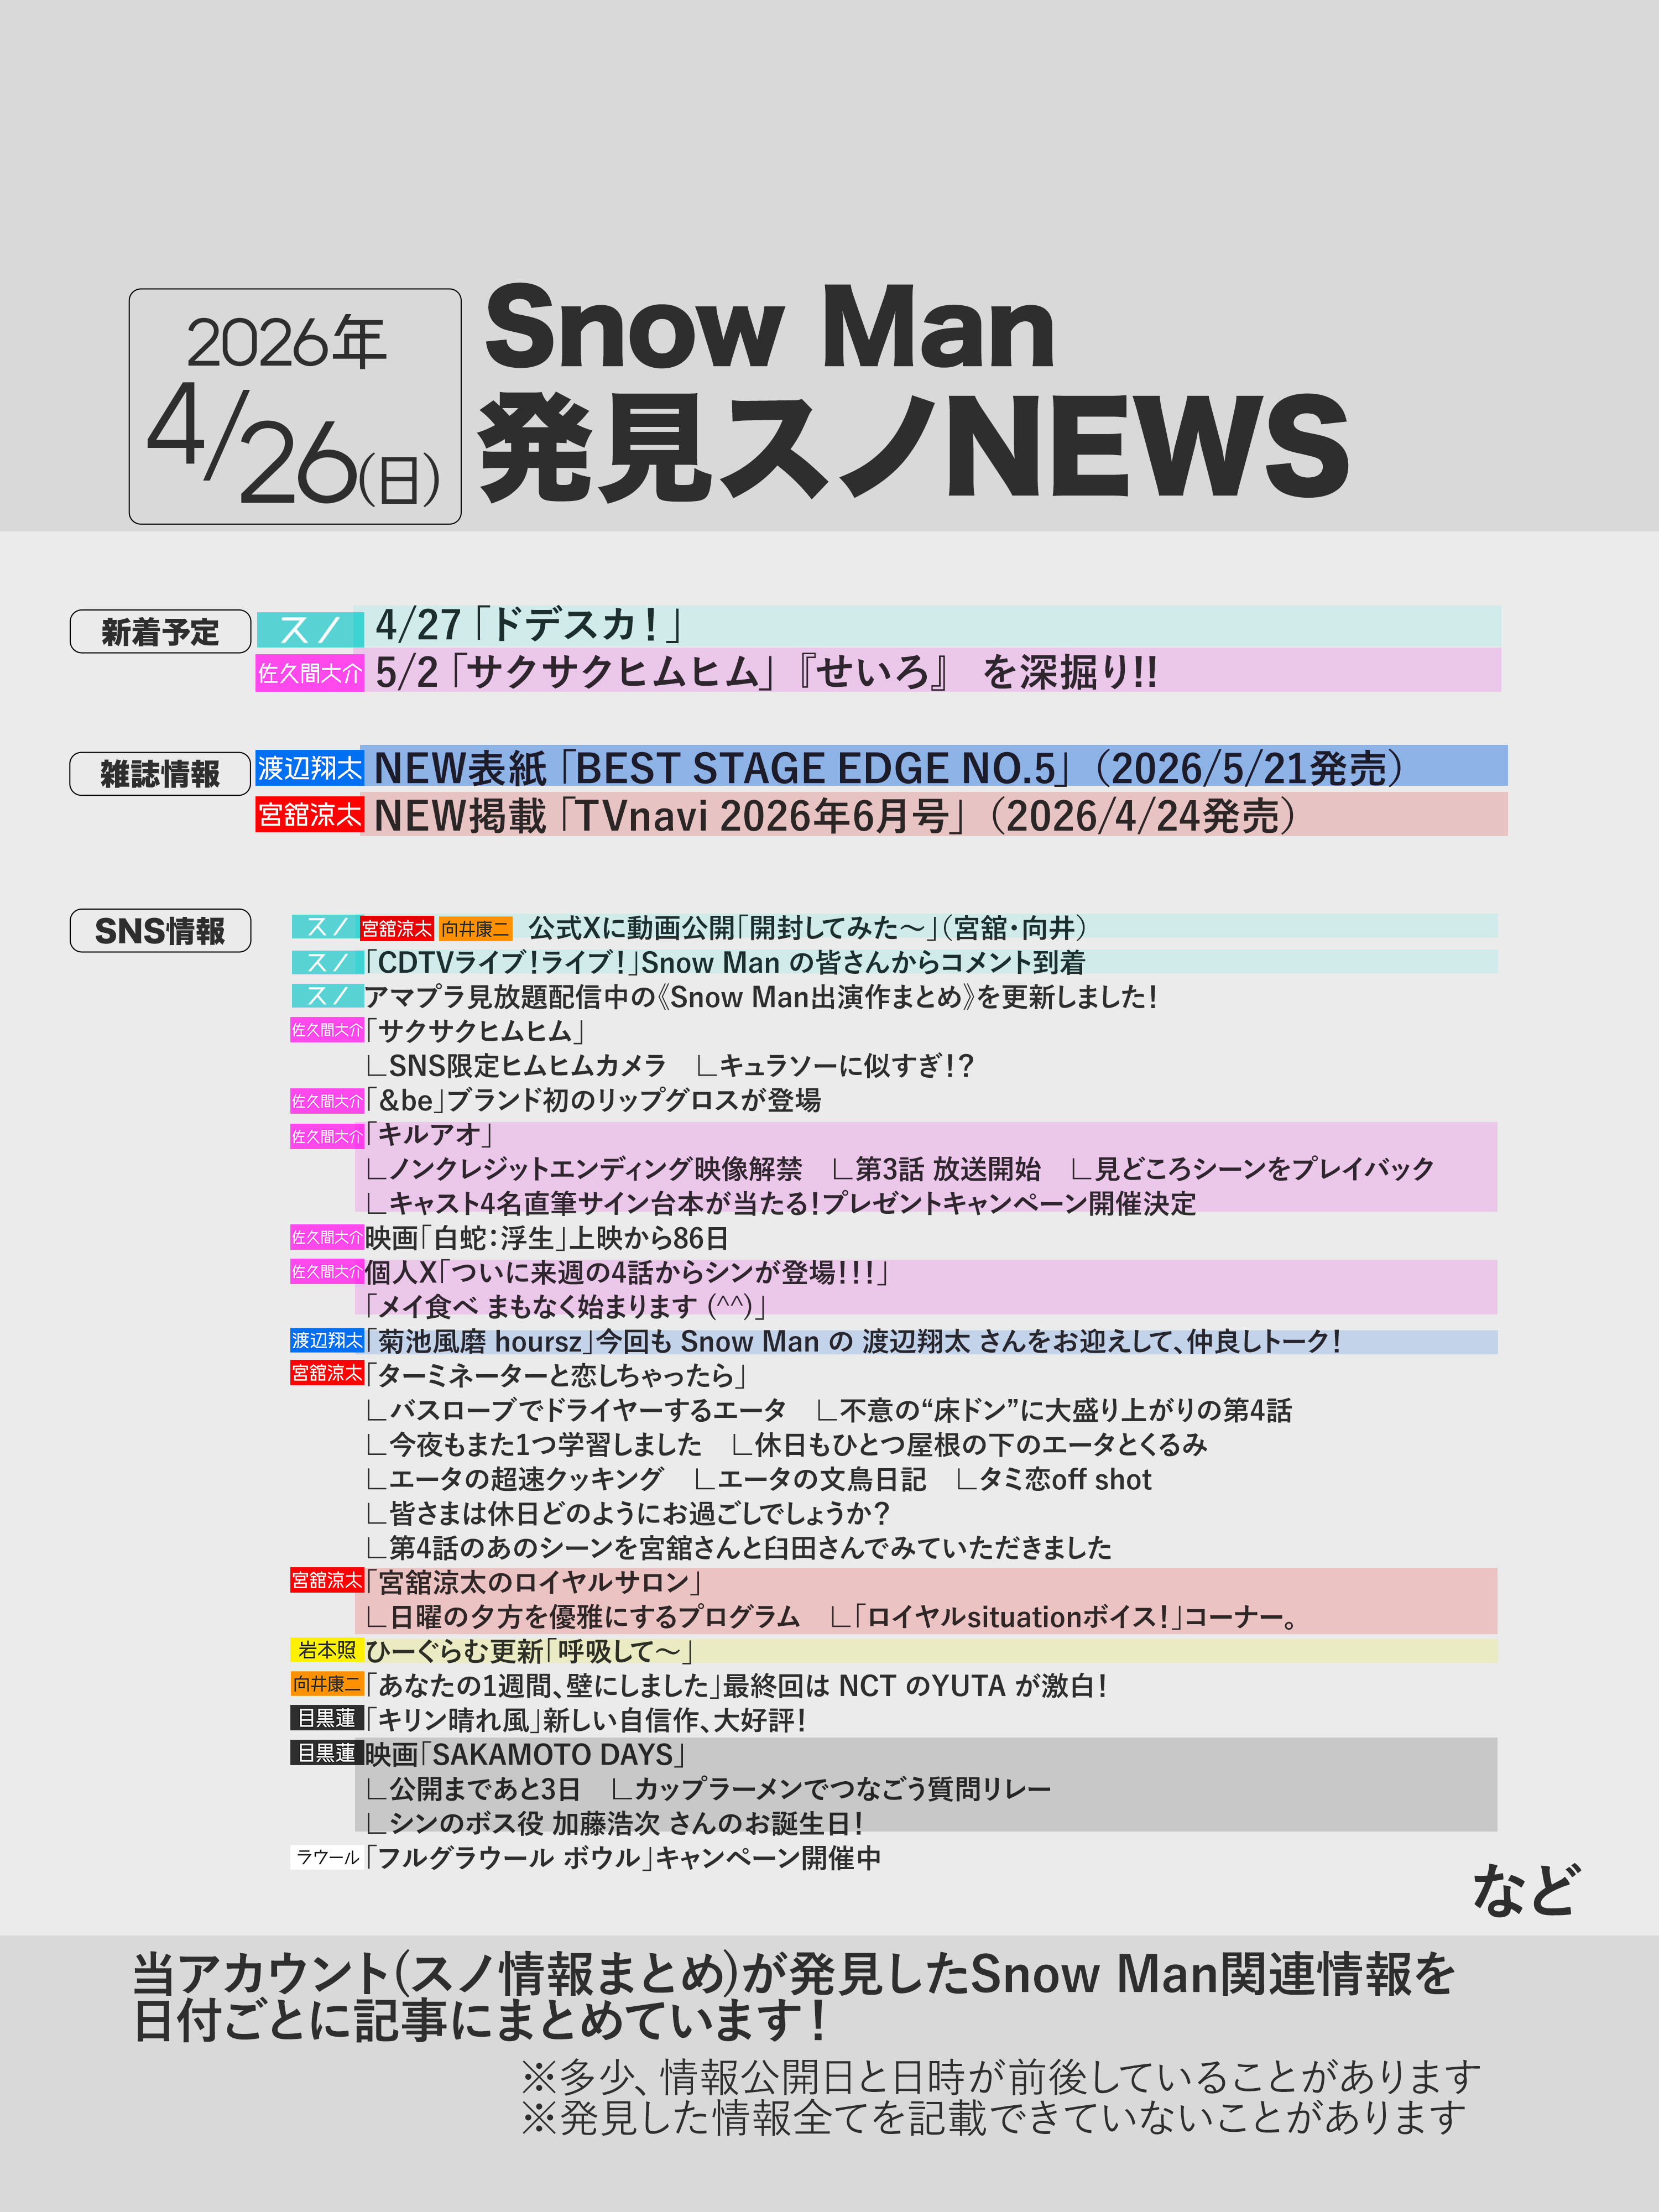 2026年
4/26(日)
Snow Man
発見スノNEWS
新着予定
スノ 4/27「ドデスカ！」
佐久間大介 5/2「サクサクヒムヒム」『せいろ』 を深掘り!!
雑誌情報
渡辺翔太 NEW表紙「BEST STAGE EDGE NO.5」（2026/5/21発売）
宮舘涼太 NEW掲載「TVnavi 2026年6月号」（2026/4/24発売）
SNS情報
スノ 宮舘涼太 向井康二 公式Xに動画公開「開封してみた～」（宮舘・向井）
スノ 「CDTVライブ！ライブ！」Snow Man の皆さんからコメント到着
スノ アマプラ見放題配信中の《Snow Man出演作まとめ》を更新しました！
佐久間大介 「サクサクヒムヒム」
∟SNS限定ヒムヒムカメラ ∟キュラソーに似すぎ！？
佐久間大介 「&be」ブランド初のリップグロスが登場
佐久間大介 「キルアオ」
∟ノンクレジットエンディング映像解禁 ∟第3話 放送開始 ∟見どころシーンをプレイバック
∟キャスト4名直筆サイン台本が当たる！プレゼントキャンペーン開催決定
佐久間大介 映画「白蛇：浮生」上映から86日
佐久間大介 個人X「ついに来週の4話からシンが登場！！！」
「メイ食べ まもなく始まります (^^)」
渡辺翔太 「菊池風磨 hoursz」今回も Snow Man の 渡辺翔太 さんをお迎えして、仲良しトーク！
宮舘涼太 「ターミネーターと恋しちゃったら」
∟バスローブでドライヤーするエータ ∟不意の“床ドン”に大盛り上がりの第4話
∟今夜もまた1つ学習しました ∟休日もひとつ屋根の下のエータとくるみ
∟エータの超速クッキング ∟エータの文鳥日記 ∟タミ恋off shot
∟皆さまは休日どのようにお過ごしでしょうか？
∟第4話のあのシーンを宮舘さんと臼田さんでみていただきました
宮舘涼太 「宮舘涼太のロイヤルサロン」
∟日曜の夕方を優雅にするプログラム ∟「ロイヤルsituationボイス！」コーナー。
岩本照 ひーぐらむ更新「呼吸して～」
向井康二 「あなたの1週間、壁にしました」最終回は NCT のYUTA が激白！
目黒蓮 「キリン晴れ風」新しい自信作、大好評！
目黒蓮 映画「SAKAMOTO DAYS」
∟公開まであと3日 ∟カップラーメンでつなごう質問リレー
∟シンのボス役 加藤浩次 さんのお誕生日！
ラウール 「フルグラウール ボウル」キャンペーン開催中
など
当アカウント(スノ情報まとめ)が発見したSnow Man関連情報を
日付ごとに記事にまとめています！
※多少、情報公開日と日時が前後していることがあります
※発見した情報全てを記載できていないことがあります